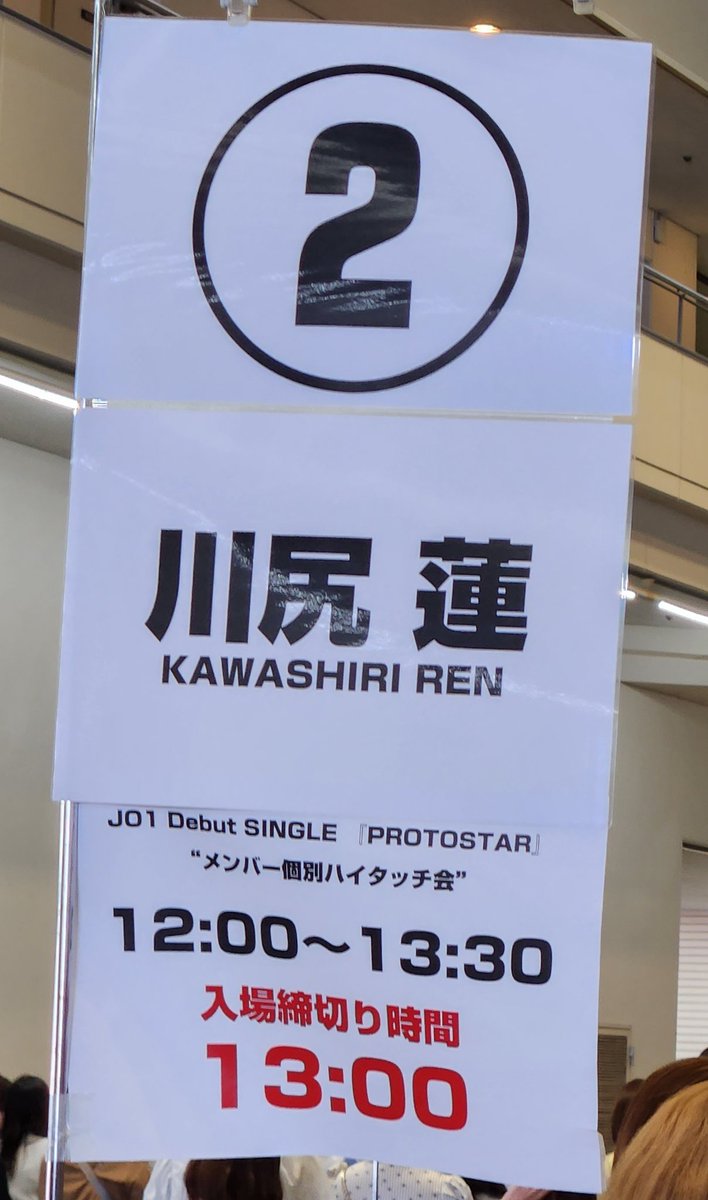 2
川尻 蓮
KAWASHIRI REN
JO1 Debut SINGLE 『PROTOSTAR』
“メンバー個別ハイタッチ会”
12:00〜13:30
入場締切り時間
13:00